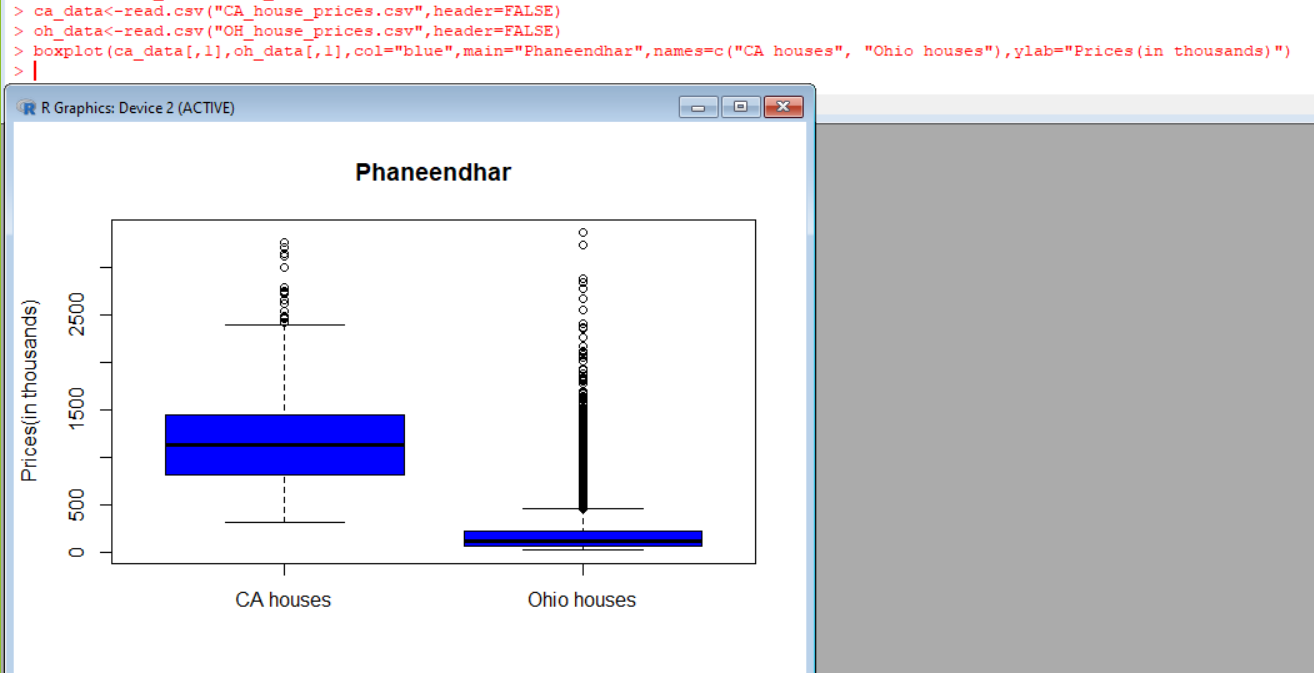 > ca_data<-read.csv("CA_house_prices.csv",header=FALSE)
> oh_data<-read.csv("OH_house_prices.csv",header=FALSE)
> boxplot(ca_data[,1],oh_data[,1],col="blue",main="Phaneendhar",names=c("CA houses", "Ohio houses"),ylab="Prices(in thousands)")
>
R Graphics: Device 2 (ACTIVE)
Phaneendhar
Prices(in thousands)
2500
1500
500
0
CA houses
Ohio houses